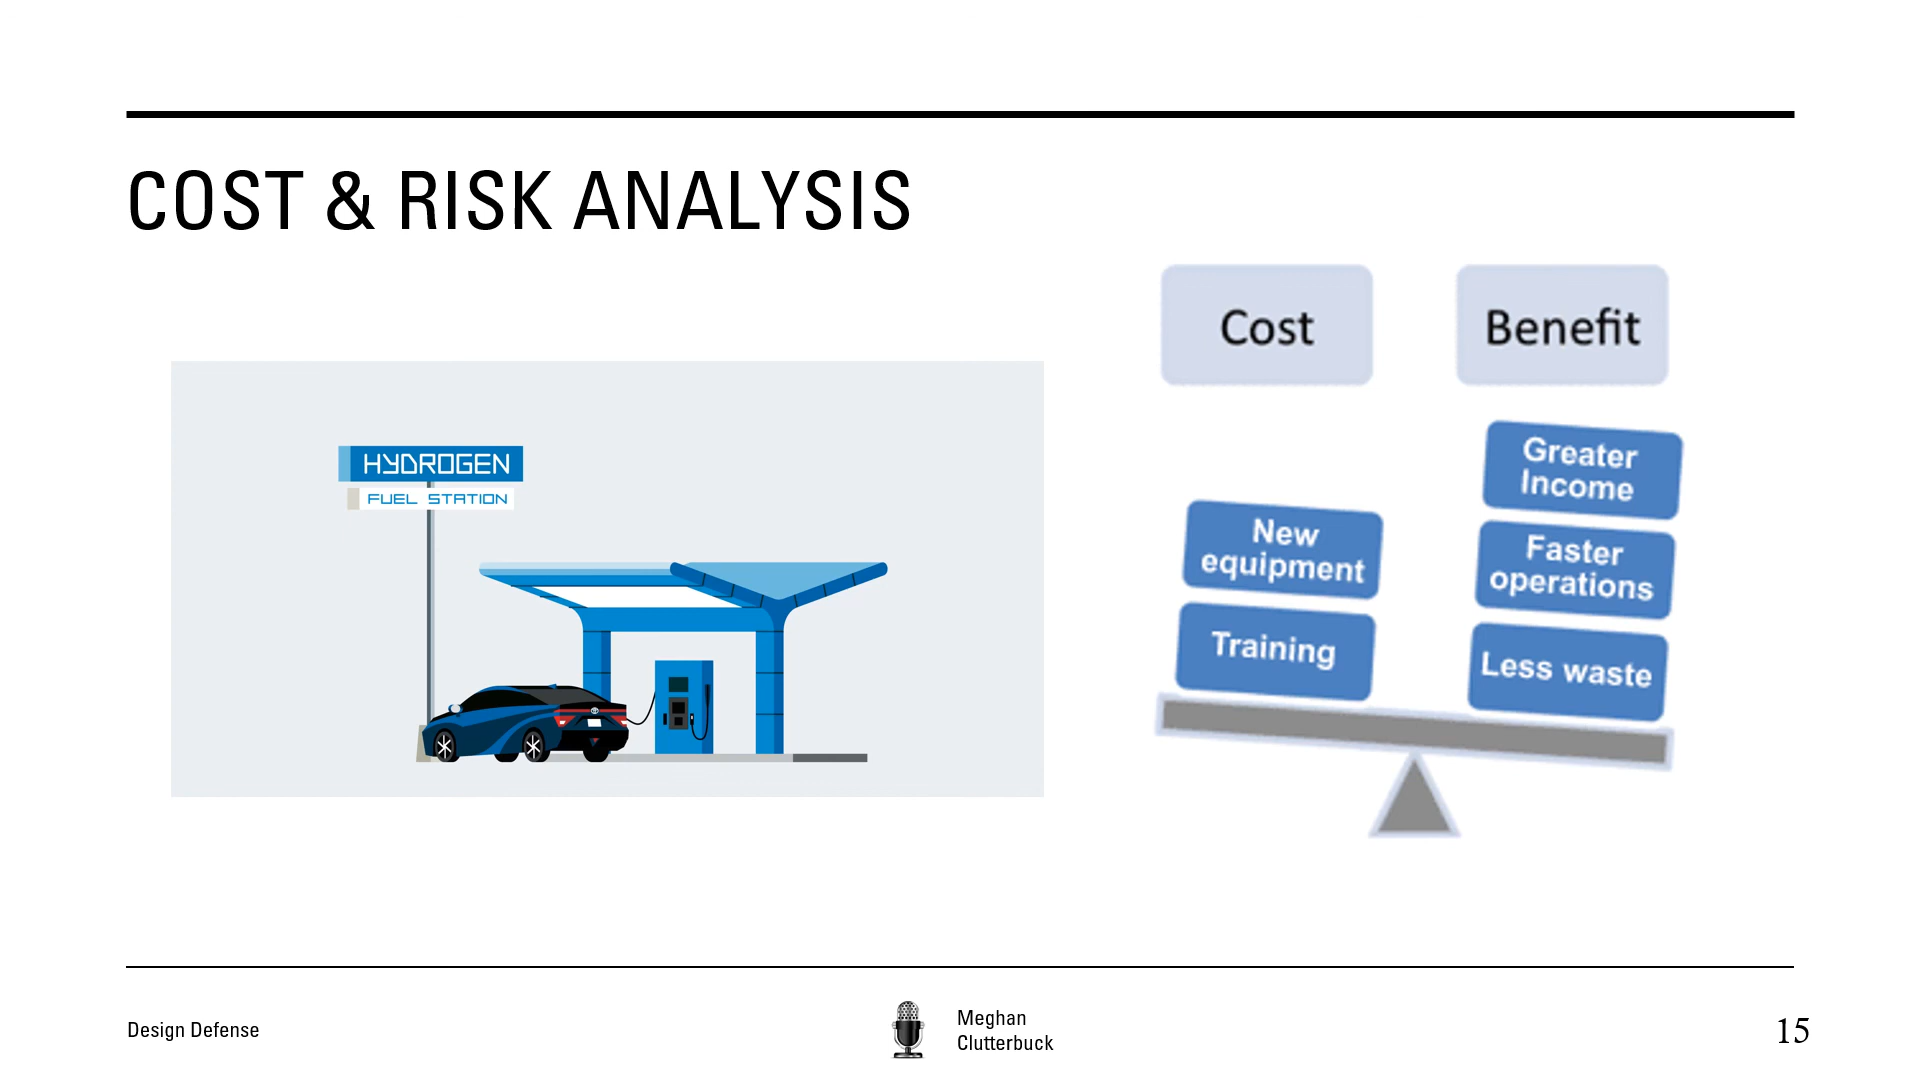 COST & RISK ANALYSIS
HYDROGEN
FUEL STATION
Cost
Benefit
New
equipment
Training
Greater
Income
Faster
operations
Less waste
Design Defense
Meghan
Clutterbuck
15